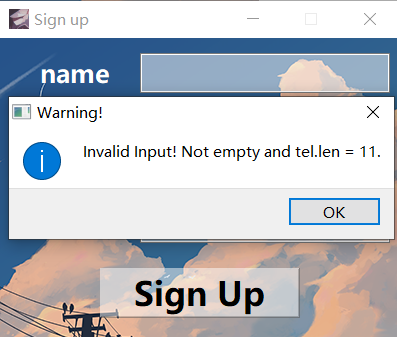 Sign up
name
Warning!
Invalid Input! Not empty and tel.len = 11.
OK
Sign Up